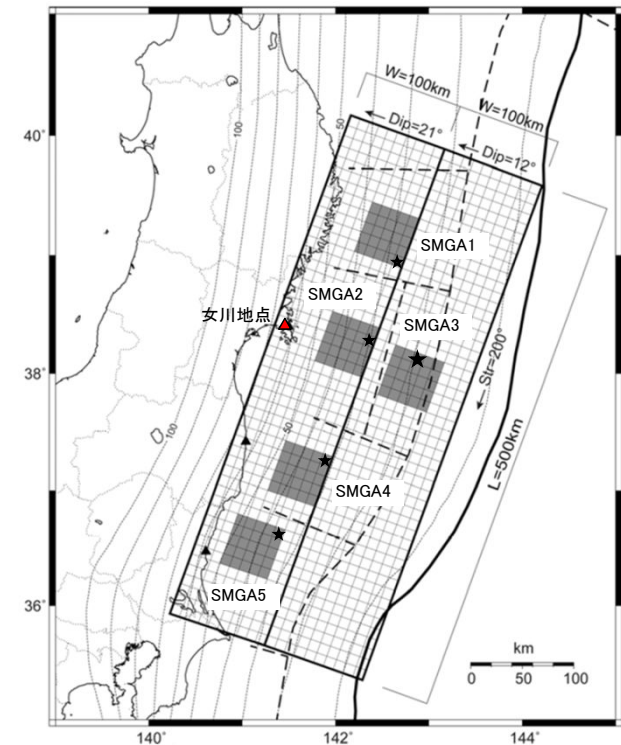 W=100km
W=100km
40°
50
Dip=21°
Dip=12°
100
SMGA1
SMGA2
女川地点
SMGA3
38°
Str=200°
50
100
L=500km
SMGA4
SMGA5
36°
km
0 50 100
140° 142° 144°